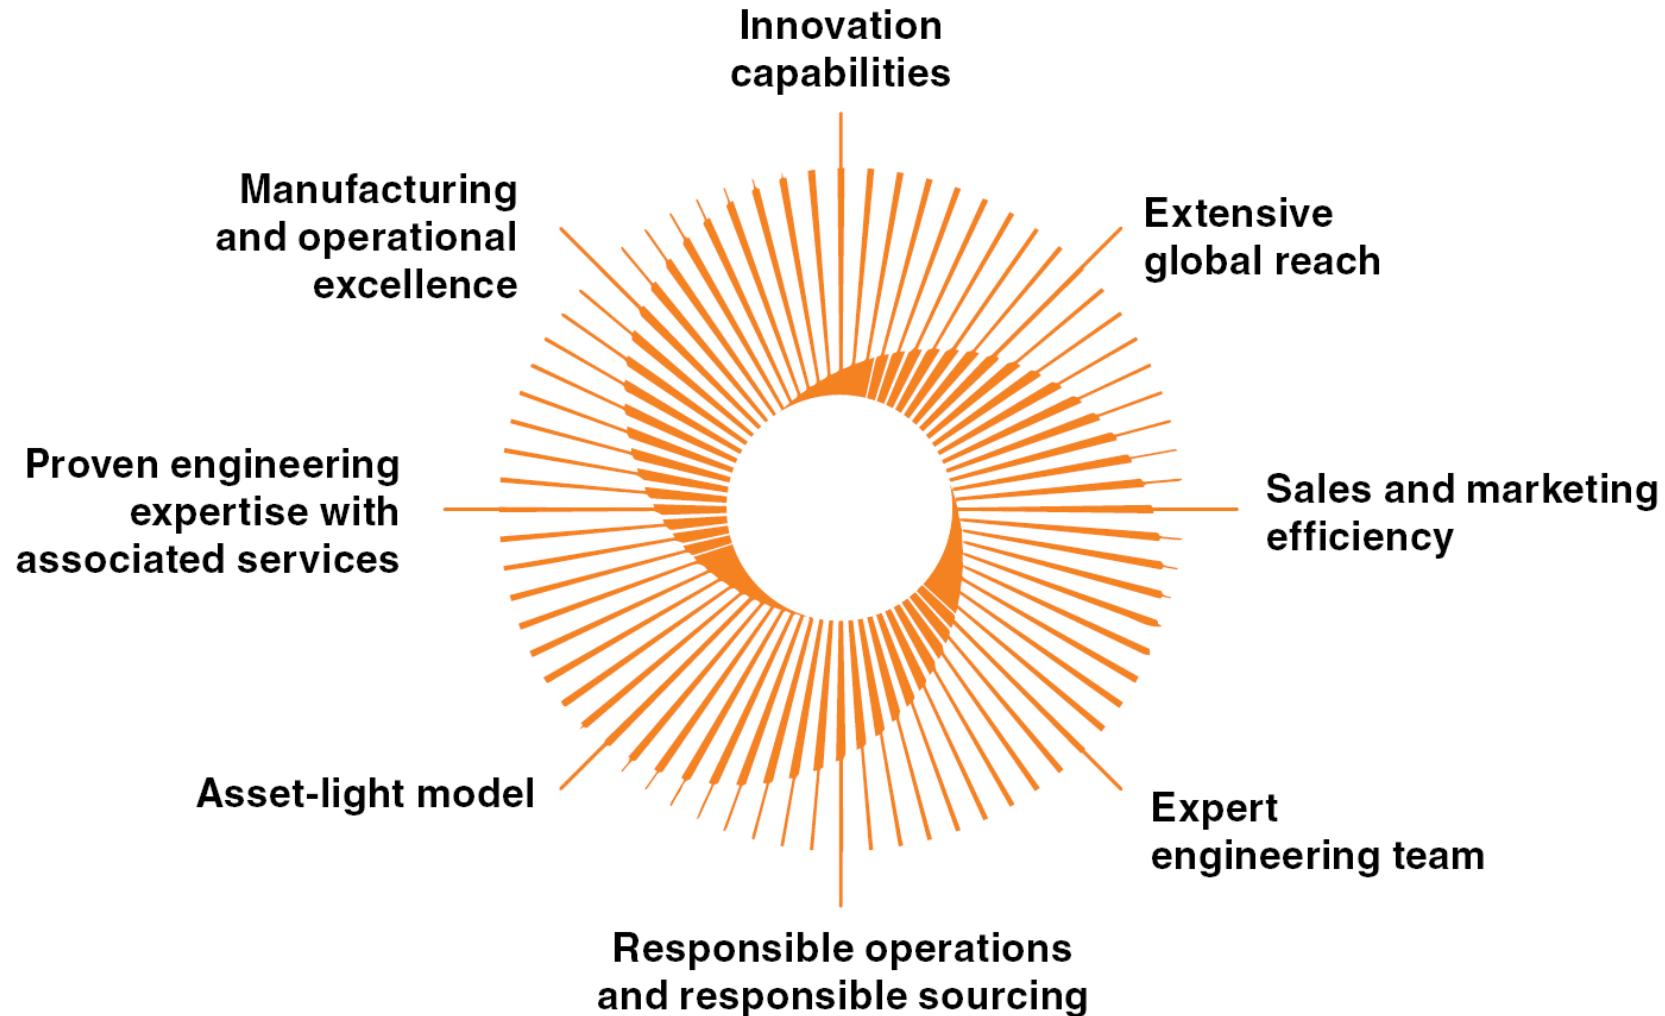 Innovation
capabilities
Extensive
global reach
Sales and marketing
efficiency
Expert
engineering team
Responsible operations
and responsible sourcing
Asset-light model
Proven engineering
expertise with
associated services
Manufacturing
and operational
excellence